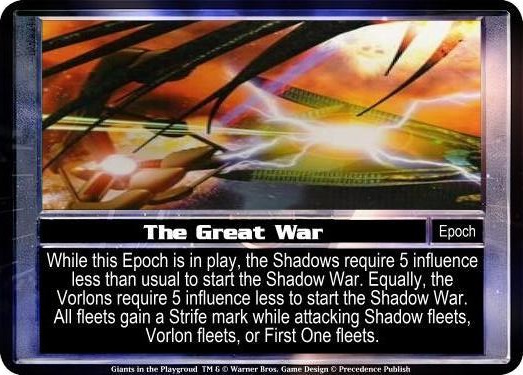 The Great War
Epoch
While this Epoch is in play, the Shadows require 5 influence
less than usual to start the Shadow War. Equally, the
Vorlons require 5 influence less to start the Shadow War.
All fleets gain a Strife mark while attacking Shadow fleets,
Vorlon fleets, or First One fleets.
Giants in the Playgroud TM & © Warner Bros. Game Design © Precedence Publish